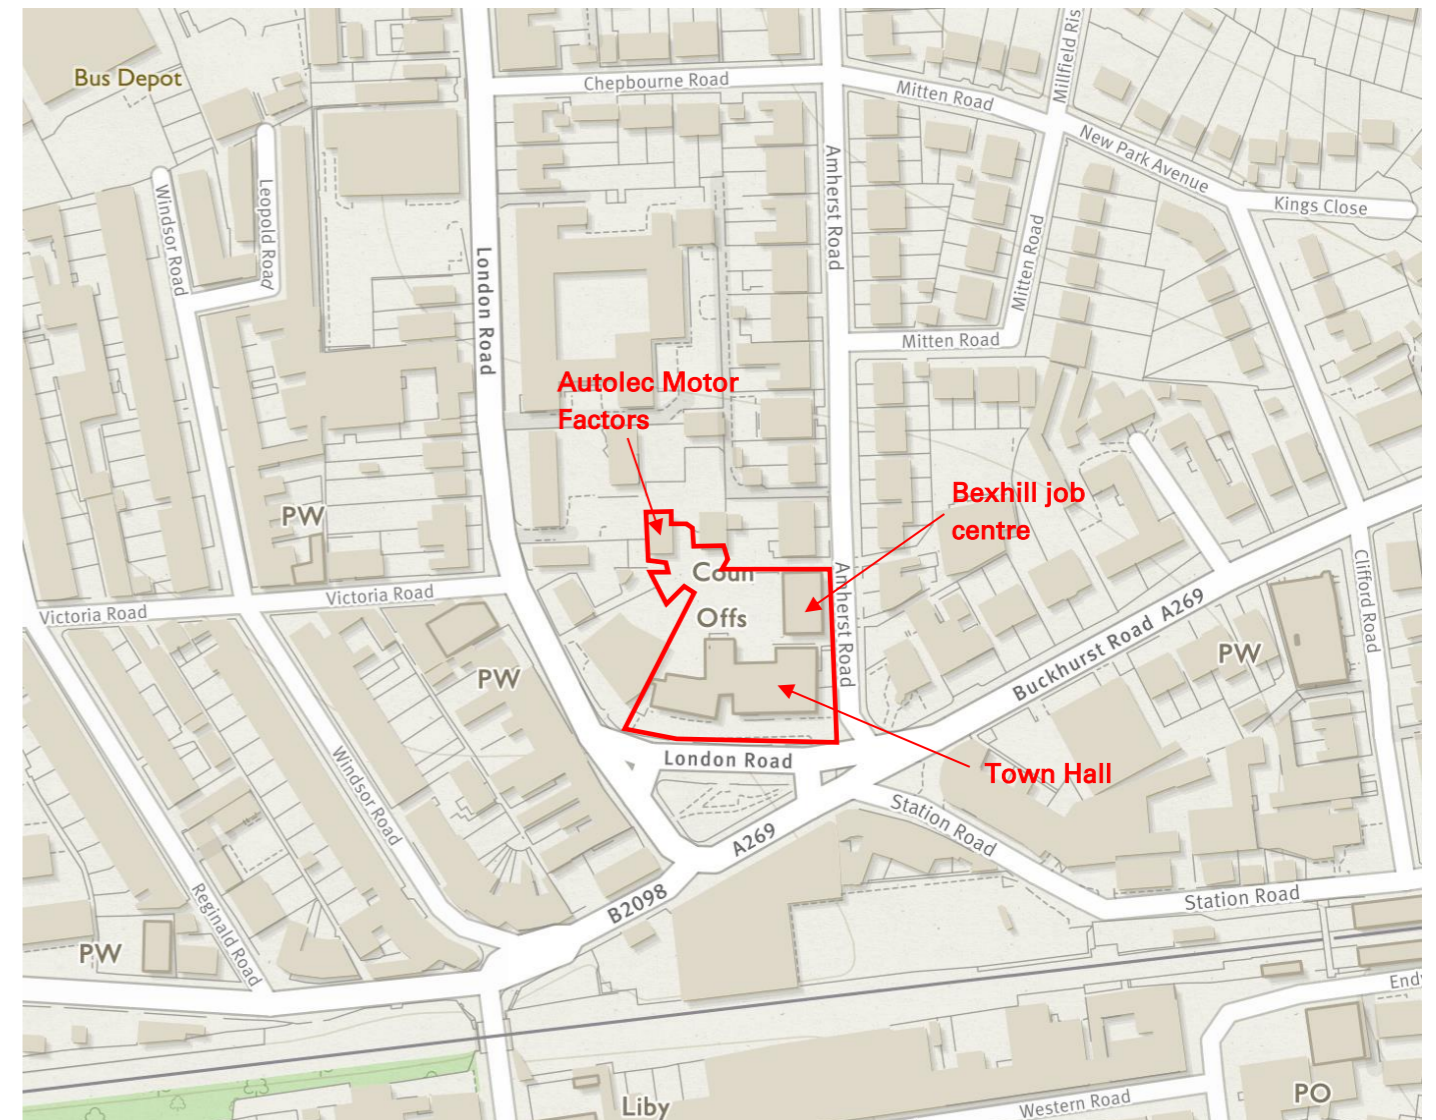 Bus Depot
Chepbourne Road
Mitten Road
Millfield Ris
New Park Avenue
Kings Close
Windsor Road
Leopold Road
London Road
Amherst Road
Mitten Road
Mitten Road
Autolec Motor
Factors
Bexhill job
centre
PW
Coun
Offs
Victoria Road
Victoria Road
Amherst Road
Clifford Road
Buckhurst Road A269
PW
PW
London Road
Town Hall
Windsor Road
Station Road
A269
B2098
Station Road
Reginald Road
PW
End
Liby
Western Road
PO